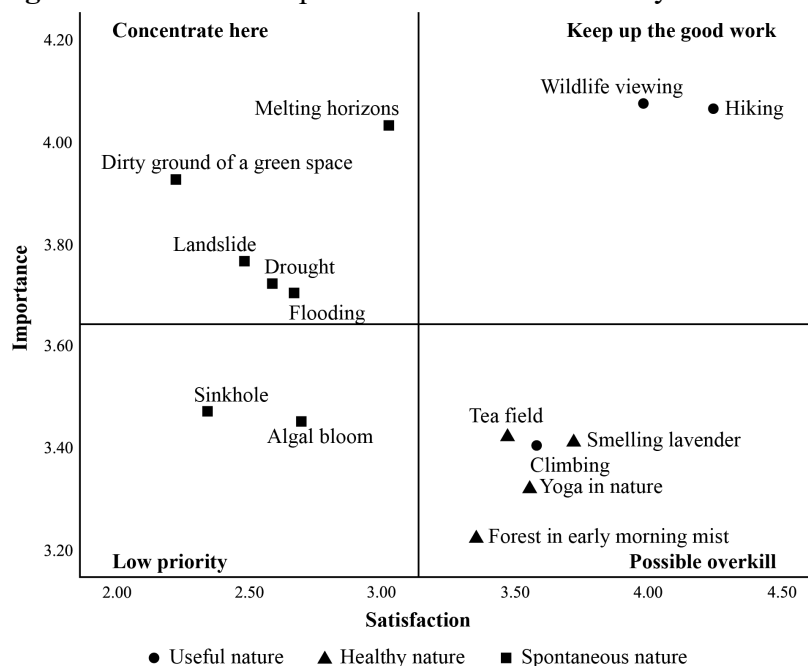 4.20
Concentrate here
Keep up the good work
Wildlife viewing
Hiking
Melting horizons
4.00
Dirty ground of a green space
3.80
Landslide
Drought
Flooding
Importance
3.60
Sinkhole
Algal bloom
Tea field
Smelling lavender
3.40
Climbing
Yoga in nature
Forest in early morning mist
3.20
Low priority
Possible overkill
2.00 2.50 3.00 3.50 4.00 4.50
Satisfaction
Useful nature Healthy nature Spontaneous nature